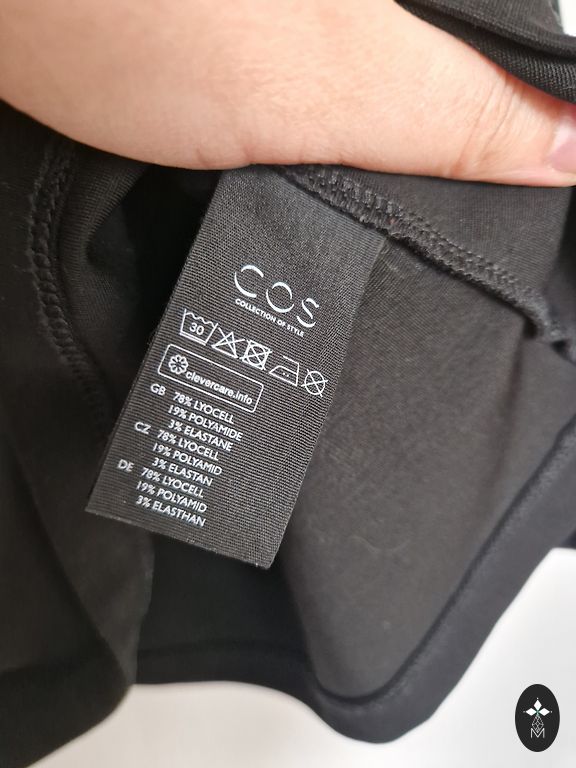 COS
COLLECTION OF STYLE
30
clevercare.info
GB 78% LYOCELL
19% POLYAMIDE
3% ELASTANE
CZ 78% LYOCELL
19% POLYAMID
3% ELASTAN
DE 78% LYOCELL
19% POLYAMID
3% ELASTHAN
M